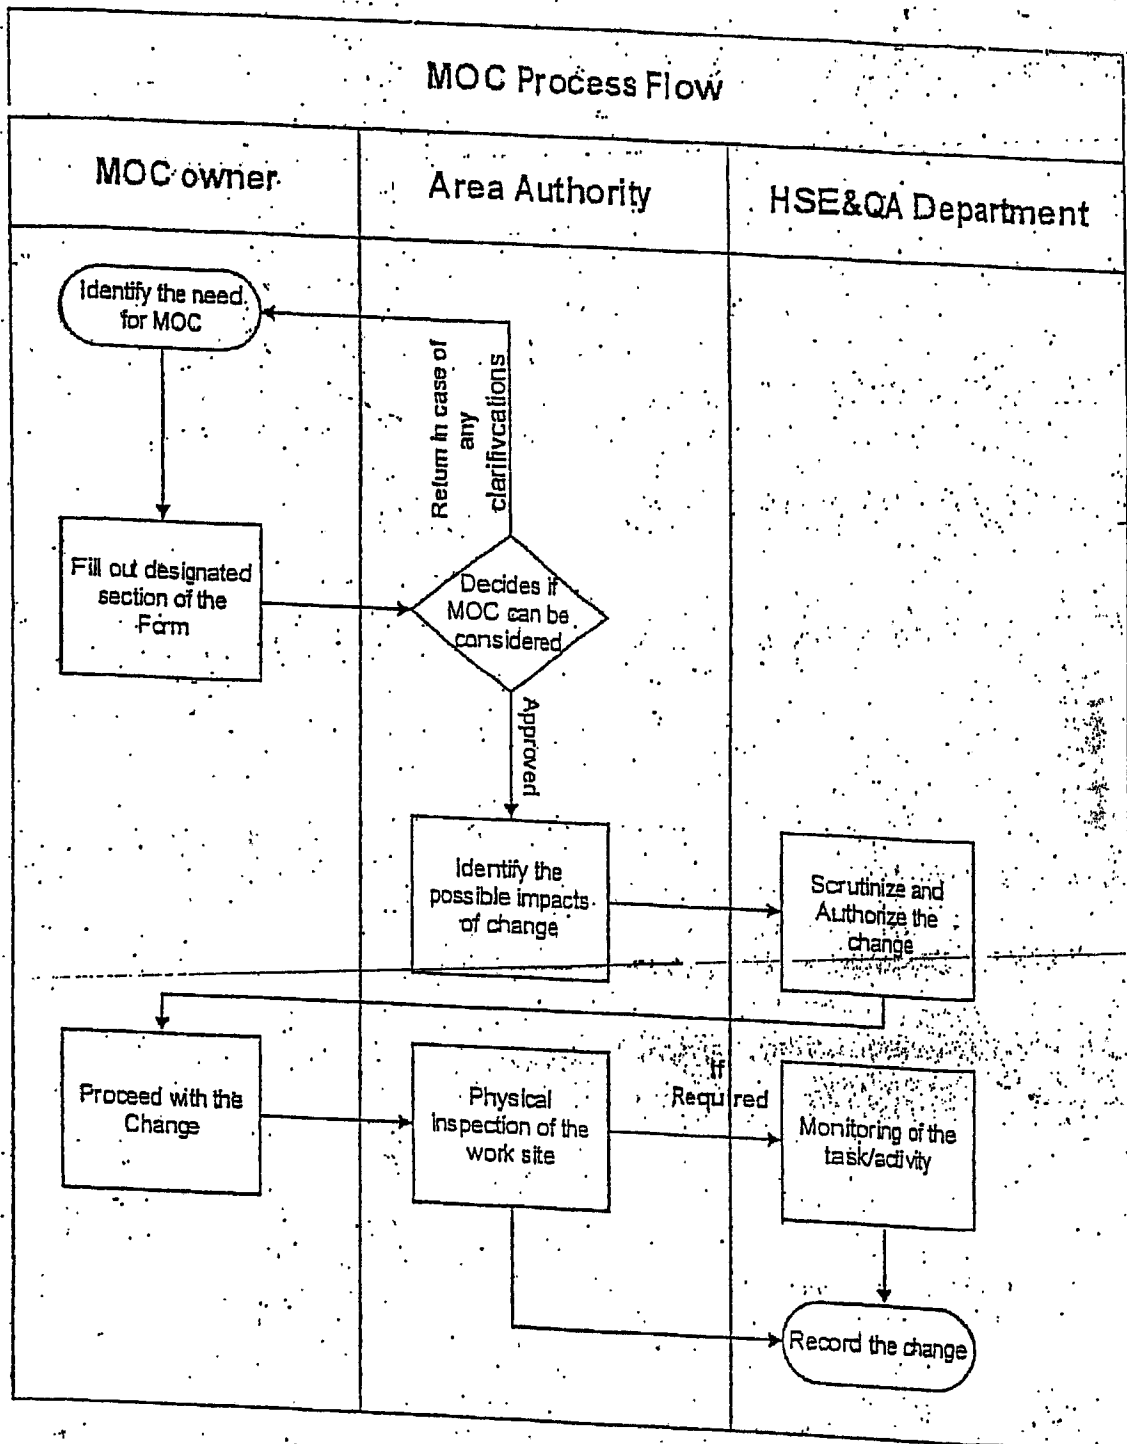 MOC Process Flow
MOC owner
Area Authority
HSE&QA Department
Identify the need
for MOC
Return in case of
any
clarifivcations
Fill out designated
section of the
Form
Decides if
MOC can be
considered
Approved
Identify the
possible impacts
of change
Scrutinize and
Authorize the
change
Proceed with the
Change
Physical
Inspection of the
work site
If
Required
Monitoring of the
task/activity
Record the change